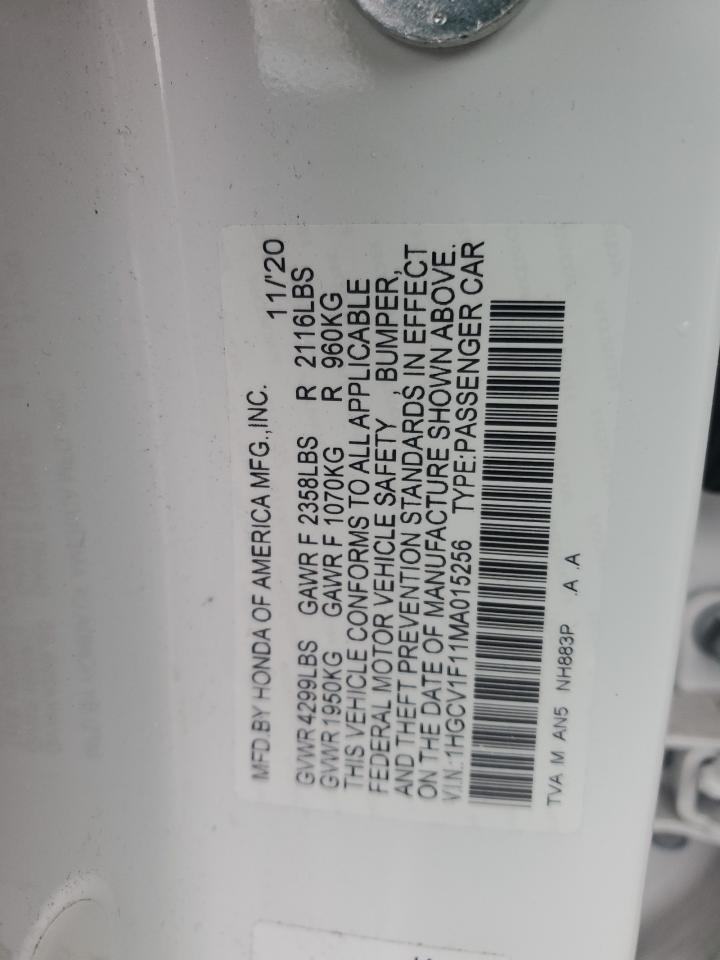 MFD.BY HONDA OF AMERICA MFG.,INC. 11/'20
GVWR 4299LBS GAWR F 2358LBS R 2116LBS
GVWR 1950KG GAWR F 1070KG R 960KG
THIS VEHICLE CONFORMS TO ALL APPLICABLE
FEDERAL MOTOR VEHICLE SAFETY , BUMPER,
AND THEFT PREVENTION STANDARDS IN EFFECT
ON THE DATE OF MANUFACTURE SHOWN ABOVE.
V.I.N.:1HGCV1F11MA015256 TYPE:PASSENGER CAR
TVA M AN5 NH883P .A .A